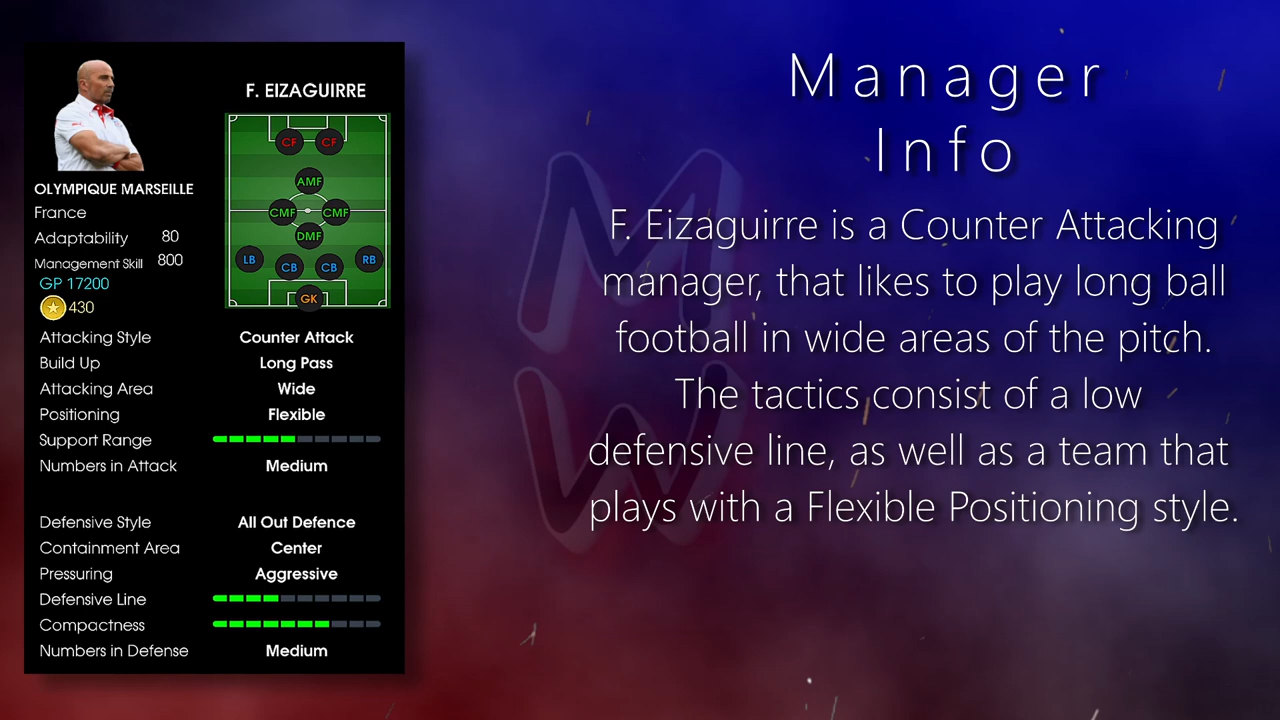 F. EIZAGUIRRE
CF CF
AMF
CMF CMF
DMF
LB CB CB RB
GK
OLYMPIQUE MARSEILLE
France
Adaptability 80
Management Skill 800
GP 17200
430
Attacking Style Counter Attack
Build Up Long Pass
Attacking Area Wide
Positioning Flexible
Support Range
Numbers in Attack Medium
Defensive Style All Out Defence
Containment Area Center
Pressuring Aggressive
Defensive Line
Compactness
Numbers in Defense Medium
Manager
Info
F. Eizaguirre is a Counter Attacking
manager, that likes to play long ball
football in wide areas of the pitch.
The tactics consist of a low
defensive line, as well as a team that
plays with a Flexible Positioning style.
MW